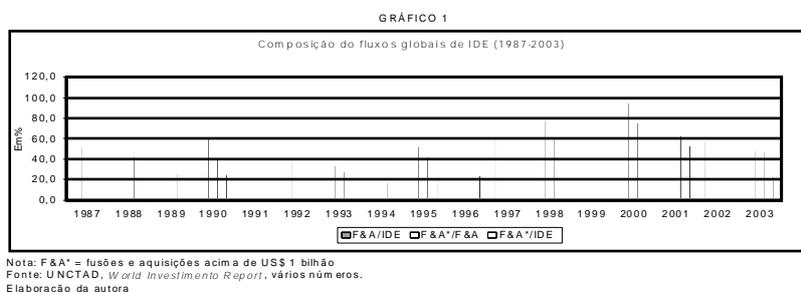 GRÁFICO 1
Composição do fluxos globais de IDE (1987-2003)
120,0
100,0
80,0
60,0
40,0
20,0
0,0
Em%
1987 1988 1989 1990 1991 1992 1993 1994 1995 1996 1997 1998 1999 2000 2001 2002 2003
F&A/IDE F&A*/F&A F&A*/IDE
Nota: F&A* = fusões e aquisições acima de US$ 1 bilhão
Fonte: UNCTAD, World Investimento Report, vários números.
Elaboração da autora